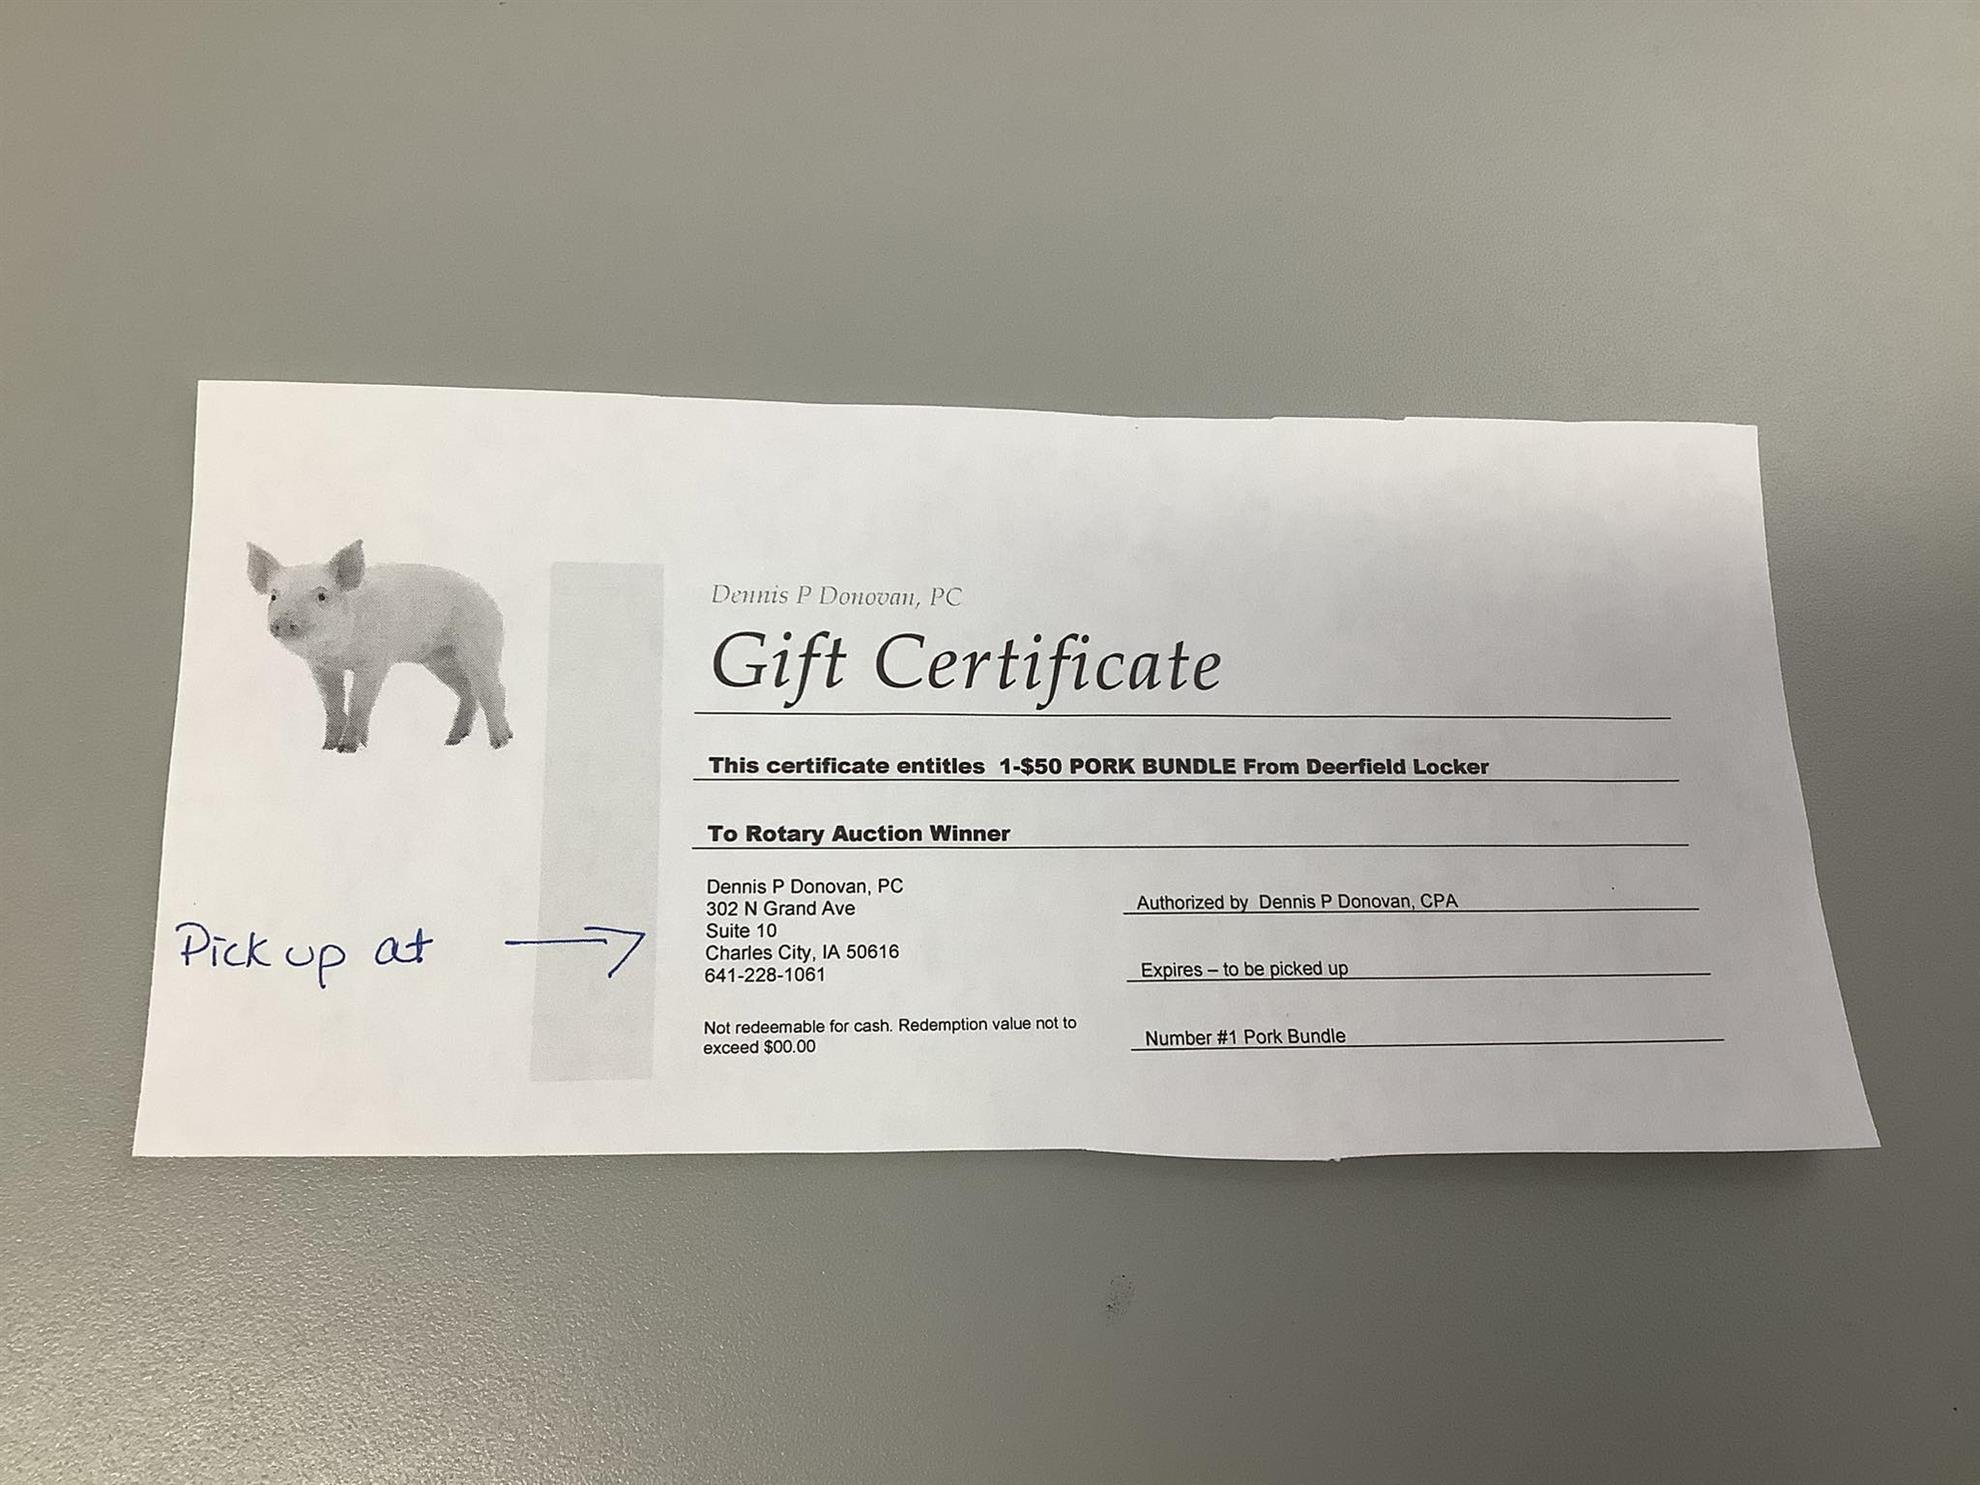 Dennis P Donovan, PC
Gift Certificate
This certificate entitles 1-$50 PORK BUNDLE From Deerfield Locker
To Rotary Auction Winner
Pick up at →
Dennis P Donovan, PC
302 N Grand Ave
Suite 10
Charles City, IA 50616
641-228-1061
Not redeemable for cash. Redemption value not to
exceed $00.00
Authorized by Dennis P Donovan, CPA
Expires – to be picked up
Number #1 Pork Bundle